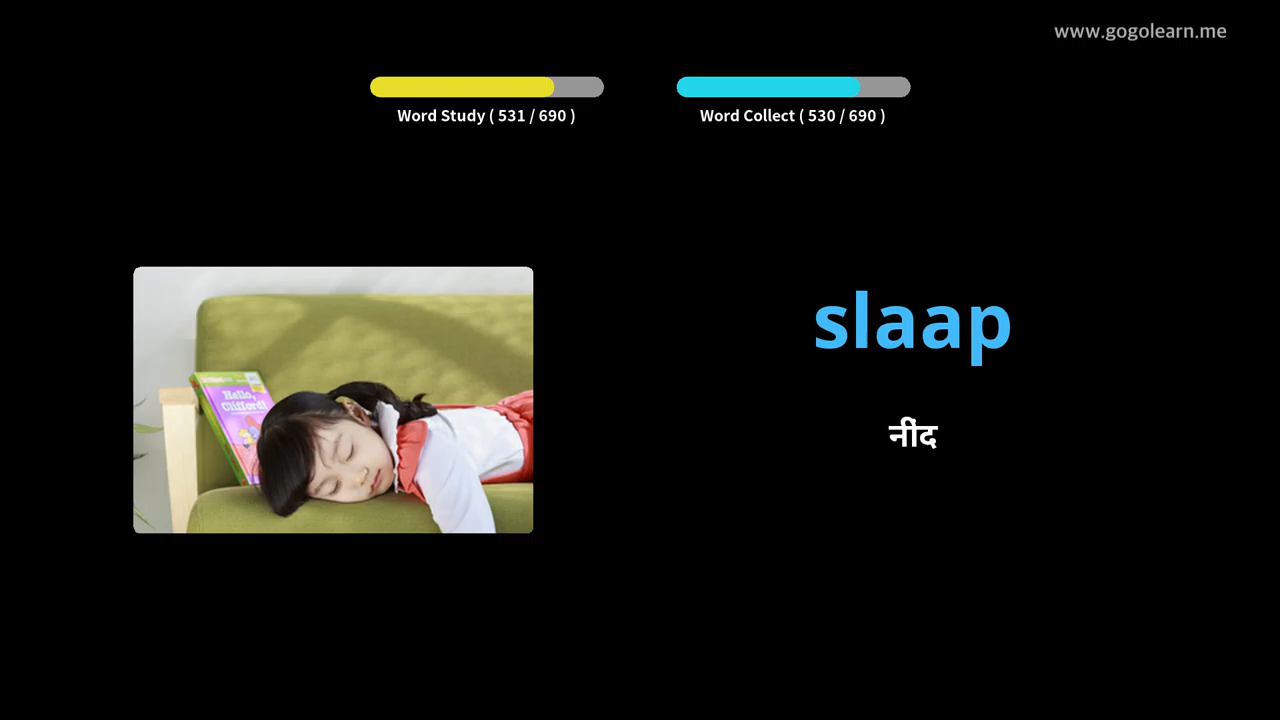 www.gogolearn.me
Word Study ( 531 / 690 )
Word Collect ( 530 / 690 )
slaap
नींद
Hello,
Clifford!